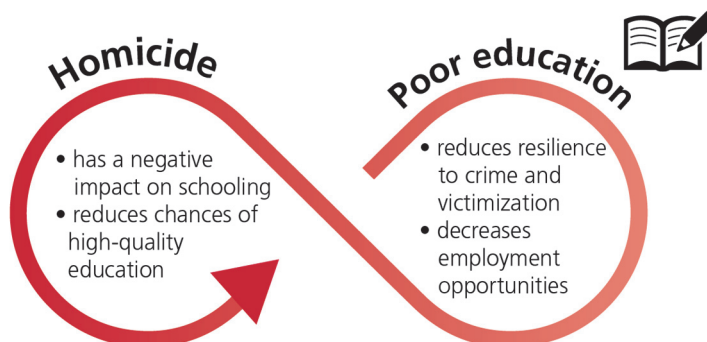 Homicide
• has a negative
impact on schooling
• reduces chances of
high-quality
education
Poor education
• reduces resilience
to crime and
victimization
• decreases
employment
opportunities